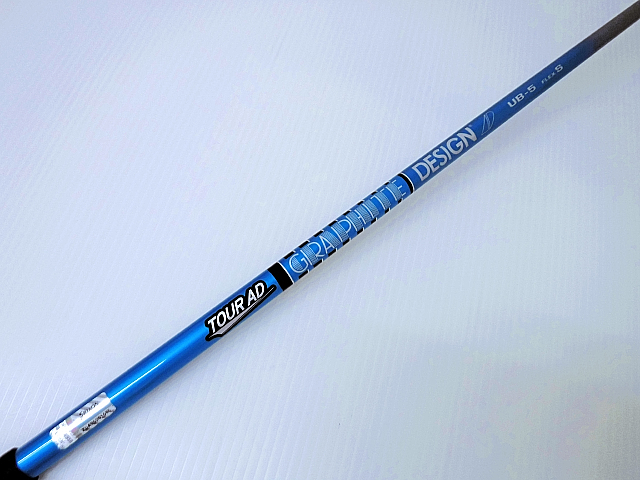 TOUR AD
GRAPHITE DESIGN
UB-5 FLEX S